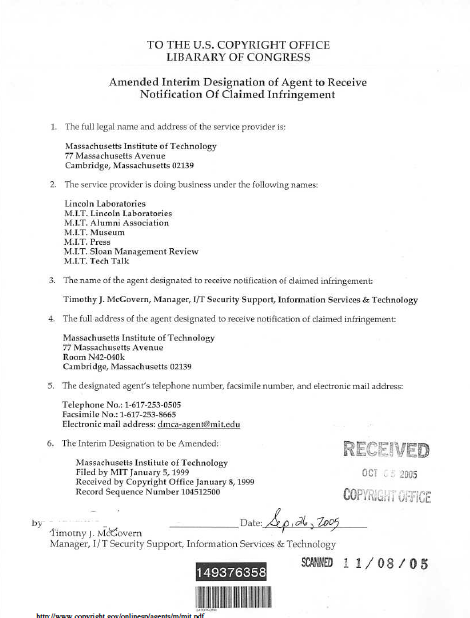 TO THE U.S. COPYRIGHT OFFICE
LIBARARY OF CONGRESS
Amended Interim Designation of Agent to Receive
Notification Of Claimed Infringement
1. The full legal name and address of the service provider is:
Massachusetts Institute of Technology
77 Massachusetts Avenue
Cambridge, Massachusetts 02139
2. The service provider is doing business under the following names:
Lincoln Laboratories
M.I.T. Lincoln Laboratories
M.I.T. Alumni Association
M.I.T. Museum
M.I.T. Press
M.I.T. Sloan Management Review
M.I.T. Tech Talk
3. The name of the agent designated to receive notification of claimed infringement:
Timothy J. McGovern, Manager, I/T Security Support, Information Services & Technology
4. The full address of the agent designated to receive notification of claimed infringement:
Massachusetts Institute of Technology
77 Massachusetts Avenue
Room N42-040k
Cambridge, Massachusetts 02139
5. The designated agent's telephone number, facsimile number, and electronic mail address:
Telephone No.: 1-617-253-0505
Facsimile No.: 1-617-253-8665
Electronic mail address: dmca-agent@mit.edu
6. The Interim Designation to be Amended:
Massachusetts Institute of Technology
Filed by MIT January 5, 1999
Received by Copyright Office January 8, 1999
Record Sequence Number 104512500
RECEIVED
OCT 2005
COPYRIGHT OFFICE
by Date: Sep, 26, 2005
Timothy J. McGovern
Manager, I/T Security Support, Information Services & Technology
SCANNED 11/08/05
149376358
http://www.copyright.gov/onlinesp/agents/m/mit.pdf